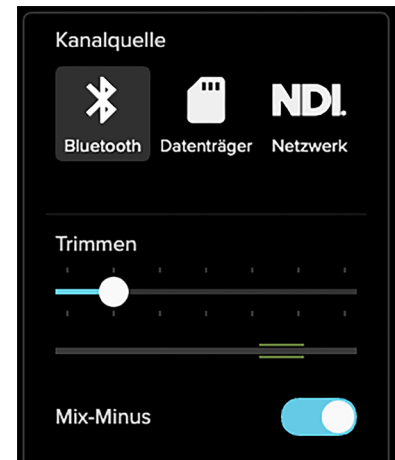 Kanalquelle
NDI.
Bluetooth Datenträger Netzwerk
Trimmen
Mix-Minus